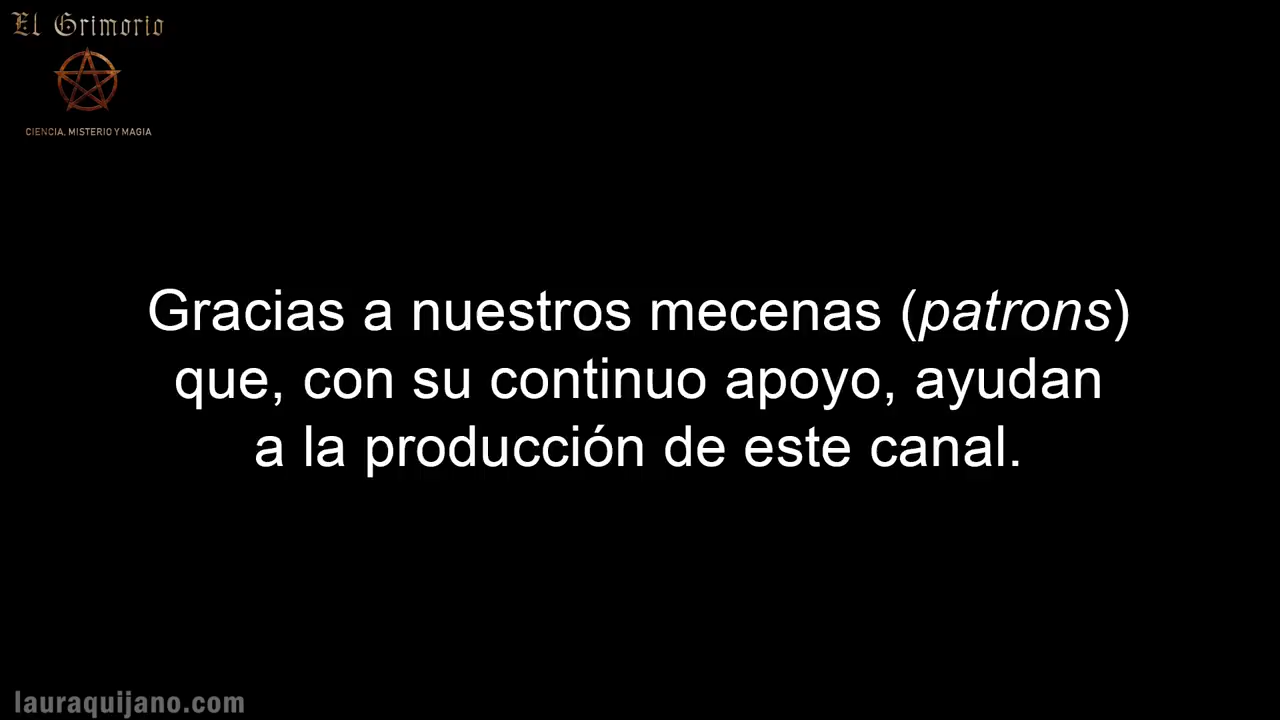 El Grimorio
CIENCIA, MISTERIO Y MAGIA
Gracias a nuestros mecenas (patrons)
que, con su continuo apoyo, ayudan
a la producción de este canal.
lauraquijano.com